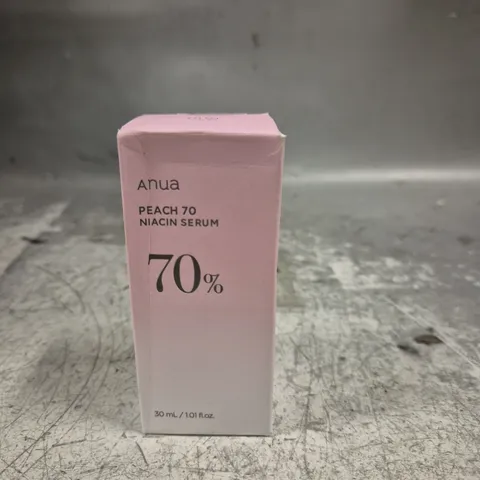 Anua
PEACH 70
NIACIN SERUM
70%
30 mL / 1.01 fl.oz.